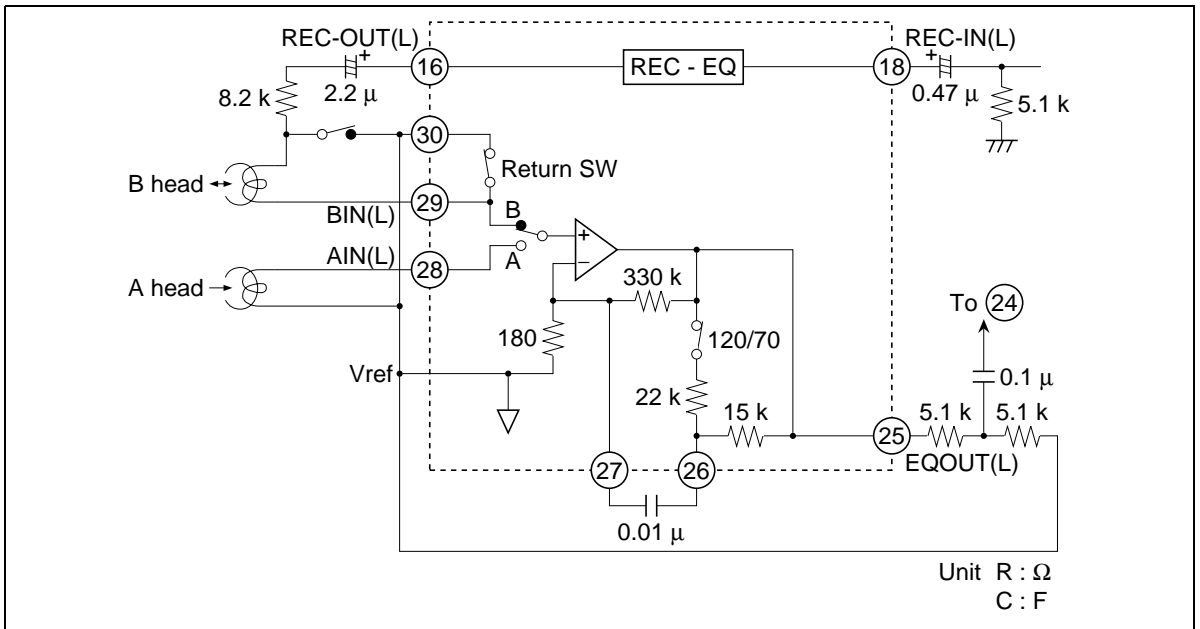 REC-OUT(L)
+
2.2 μ
16
REC - EQ
18
REC-IN(L)
+
0.47 μ
5.1 k
8.2 k
30
Return SW
B head
29
BIN(L)
B
A
+
−
AIN(L)
28
A head
330 k
180
120/70
Vref
22 k
15 k
To 24
0.1 μ
5.1 k
5.1 k
25
EQOUT(L)
27
26
0.01 μ
Unit R : Ω
C : F